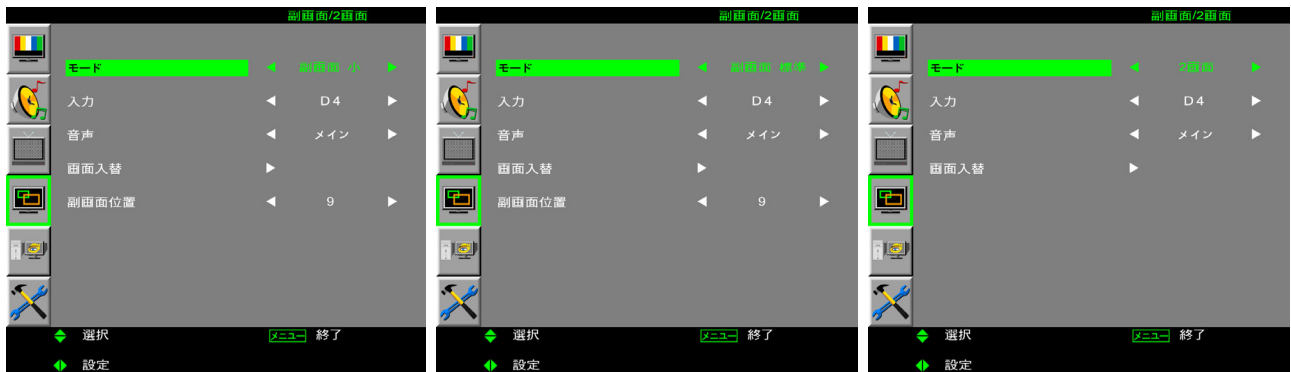 副画面/2画面
モード ◀ 副画面 小 ▶
入力 ◀ D4 ▶
音声 ◀ メイン ▶
画面入替 ▶
副画面位置 ◀ 9 ▶
選択 メニュー 終了
設定
副画面/2画面
モード ◀ 副画面 標準 ▶
入力 ◀ D4 ▶
音声 ◀ メイン ▶
画面入替 ▶
副画面位置 ◀ 9 ▶
選択 メニュー 終了
設定
副画面/2画面
モード ◀ 2画面 ▶
入力 ◀ D4 ▶
音声 ◀ メイン ▶
画面入替 ▶
選択 メニュー 終了
設定